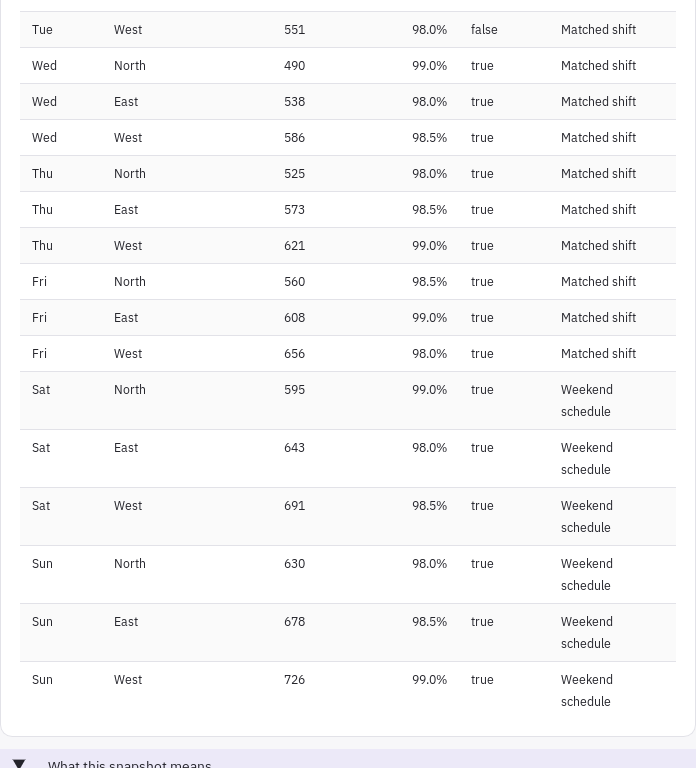 Tue West 551 98.0% false Matched shift
Wed North 490 99.0% true Matched shift
Wed East 538 98.0% true Matched shift
Wed West 586 98.5% true Matched shift
Thu North 525 98.0% true Matched shift
Thu East 573 98.5% true Matched shift
Thu West 621 99.0% true Matched shift
Fri North 560 98.5% true Matched shift
Fri East 608 99.0% true Matched shift
Fri West 656 98.0% true Matched shift
Sat North 595 99.0% true Weekend
schedule
Sat East 643 98.0% true Weekend
schedule
Sat West 691 98.5% true Weekend
schedule
Sun North 630 98.0% true Weekend
schedule
Sun East 678 98.5% true Weekend
schedule
Sun West 726 99.0% true Weekend
schedule
What this snapshot means